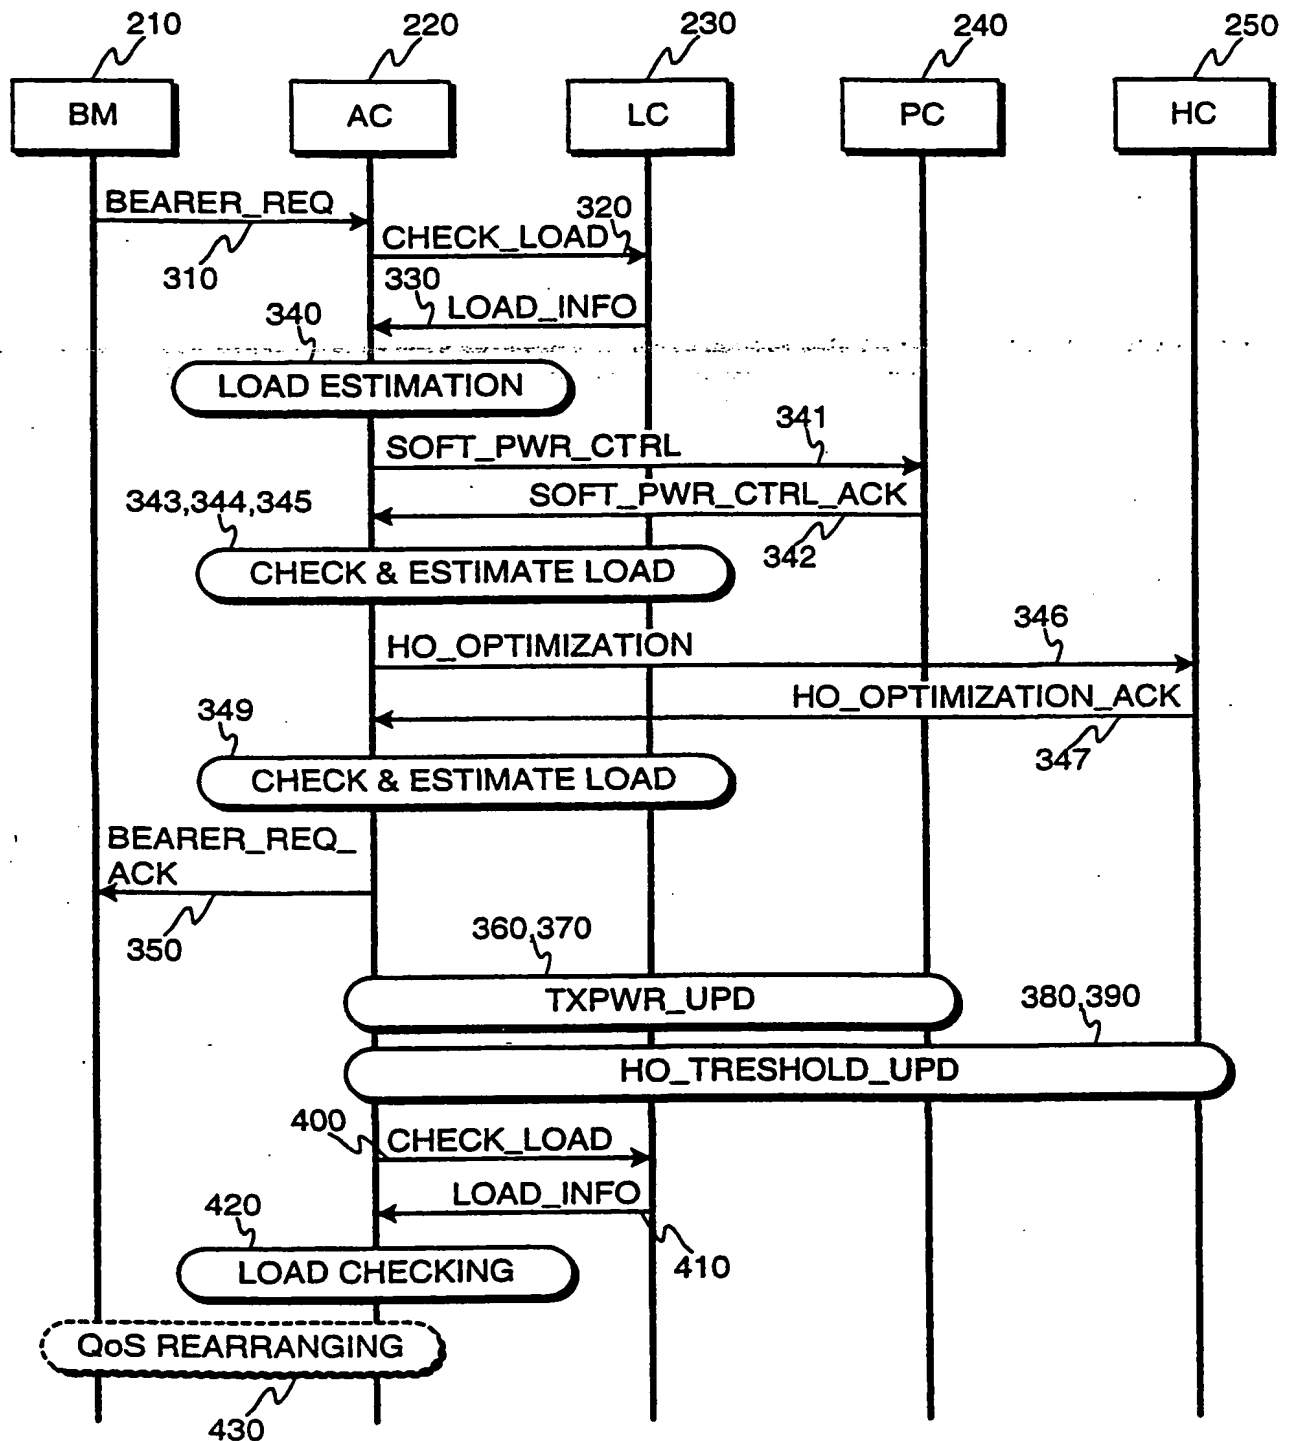 210
220
230
240
250
BM
AC
LC
PC
HC
BEARER_REQ
310
320
CHECK_LOAD
330
LOAD_INFO
340
LOAD ESTIMATION
341
SOFT_PWR_CTRL
SOFT_PWR_CTRL_ACK
343,344,345
342
CHECK & ESTIMATE LOAD
346
HO_OPTIMIZATION
HO_OPTIMIZATION_ACK
349
347
CHECK & ESTIMATE LOAD
BEARER_REQ_
ACK
350
360,370
TXPWR_UPD
380,390
HO_TRESHOLD_UPD
400
CHECK_LOAD
LOAD_INFO
420
410
LOAD CHECKING
QoS REARRANGING
430